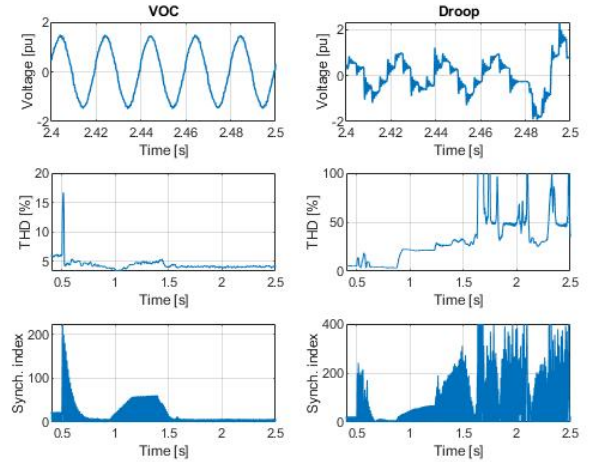 VOC
Droop
Voltage [pu]
2
0
-2
2.4 2.42 2.44 2.46 2.48 2.5
Time [s]
Voltage [pu]
2
0
-2
2.4 2.42 2.44 2.46 2.48 2.5
Time [s]
THD [%]
20
15
10
5
0.5 1 1.5 2 2.5
Time [s]
THD [%]
100
50
0
0.5 1 1.5 2 2.5
Time [s]
Synch. index
200
100
0
0.5 1 1.5 2 2.5
Time [s]
Synch. index
400
200
0
0.5 1 1.5 2 2.5
Time [s]